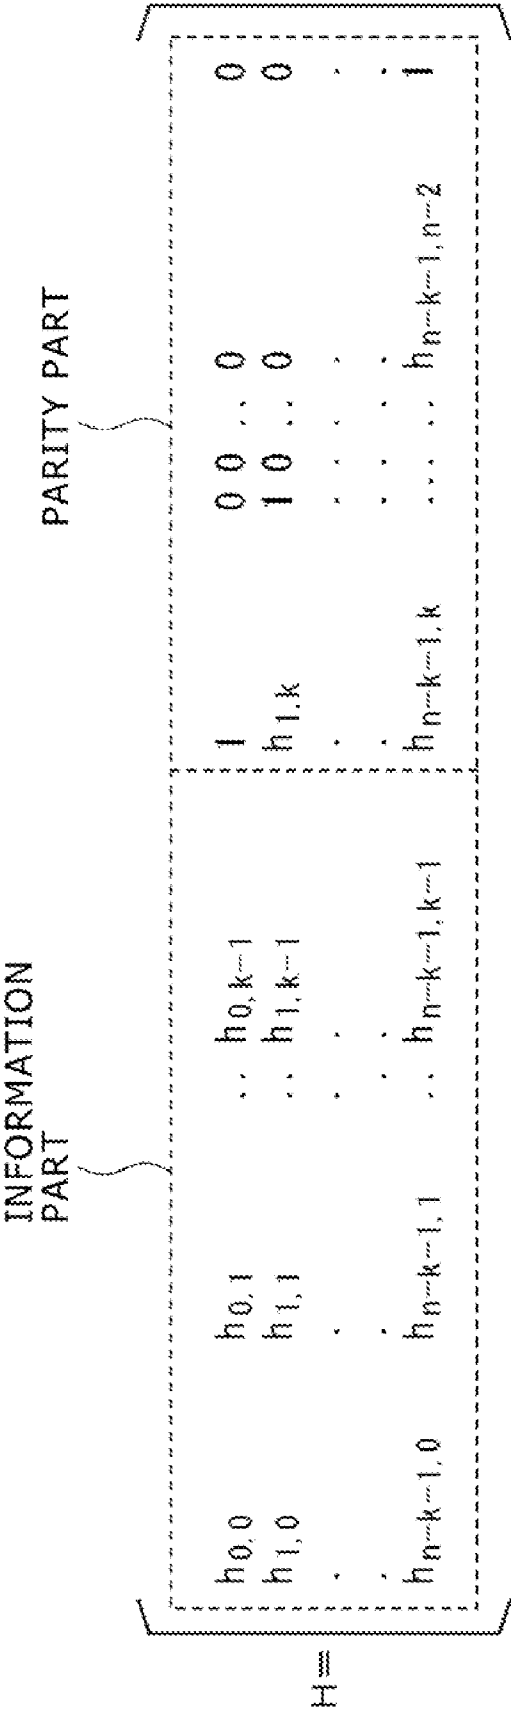 INFORMATION
PART
PARITY PART
H =
h0,0 h0,1 .. h0,k-1 1 0 0 .. 0 0
h1,0 h1,1 .. h1,k-1 h1,k 1 0 .. 0 0
. . . . . . . . . .
. . . . . . . . . .
hn-k-1,0 hn-k-1,1 .. hn-k-1,k-1 hn-k-1,k ... .. hn-k-1,n-2 1